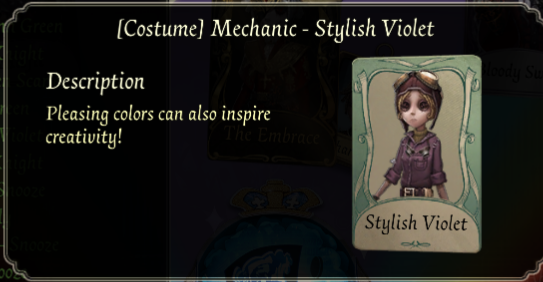 [Costume] Mechanic - Stylish Violet
Description
Pleasing colors can also inspire
creativity!
The Embrace
Stylish Violet